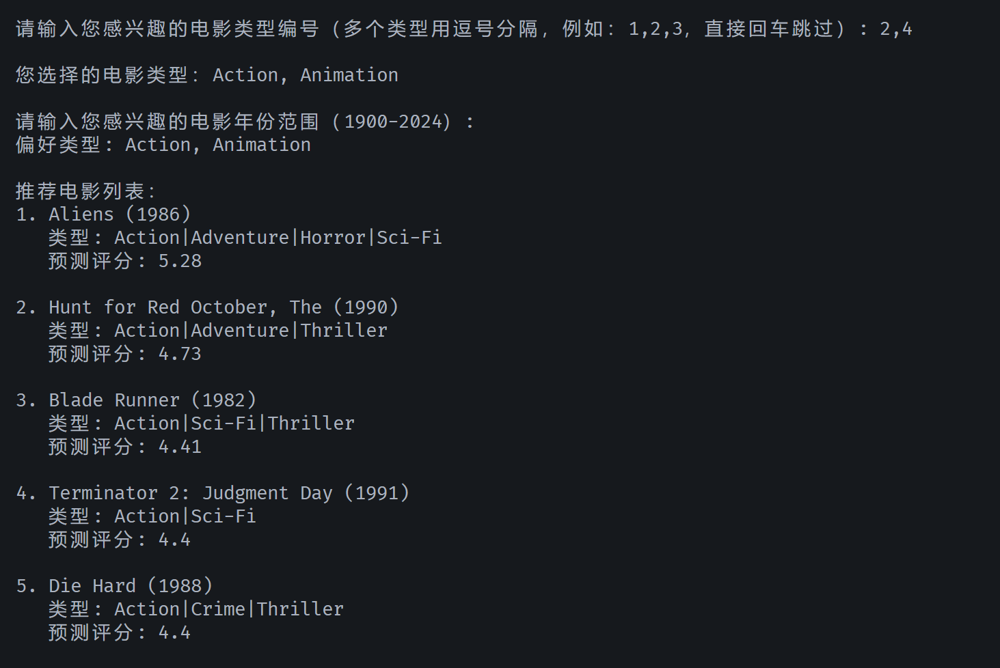 请输入您感兴趣的电影类型编号（多个类型用逗号分隔，例如：1,2,3，直接回车跳过）：2,4
您选择的电影类型：Action, Animation
请输入您感兴趣的电影年份范围（1900-2024）：
偏好类型：Action, Animation
推荐电影列表：
1. Aliens (1986)
类型：Action|Adventure|Horror|Sci-Fi
预测评分：5.28
2. Hunt for Red October, The (1990)
类型：Action|Adventure|Thriller
预测评分：4.73
3. Blade Runner (1982)
类型：Action|Sci-Fi|Thriller
预测评分：4.41
4. Terminator 2: Judgment Day (1991)
类型：Action|Sci-Fi
预测评分：4.4
5. Die Hard (1988)
类型：Action|Crime|Thriller
预测评分：4.4